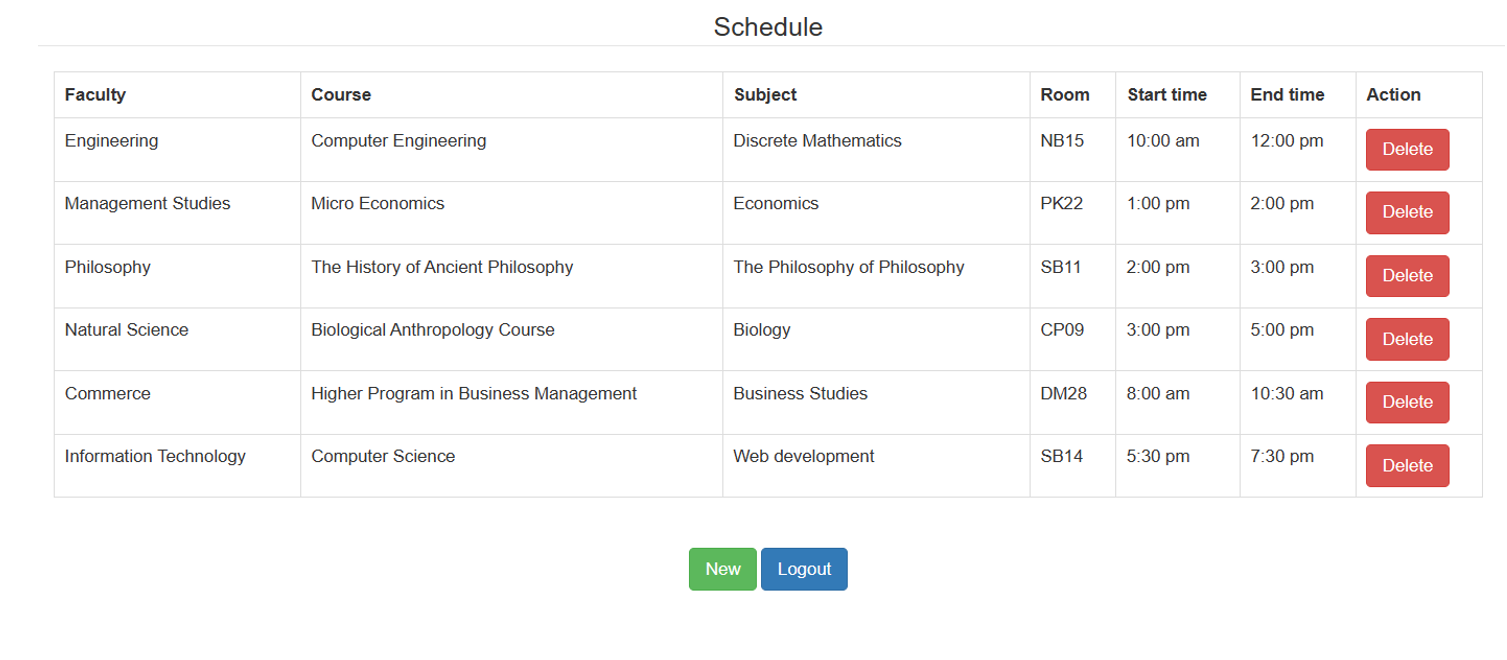 Schedule
Faculty Course Subject Room Start time End time Action
Engineering Computer Engineering Discrete Mathematics NB15 10:00 am 12:00 pm Delete
Management Studies Micro Economics Economics PK22 1:00 pm 2:00 pm Delete
Philosophy The History of Ancient Philosophy The Philosophy of Philosophy SB11 2:00 pm 3:00 pm Delete
Natural Science Biological Anthropology Course Biology CP09 3:00 pm 5:00 pm Delete
Commerce Higher Program in Business Management Business Studies DM28 8:00 am 10:30 am Delete
Information Technology Computer Science Web development SB14 5:30 pm 7:30 pm Delete
New Logout